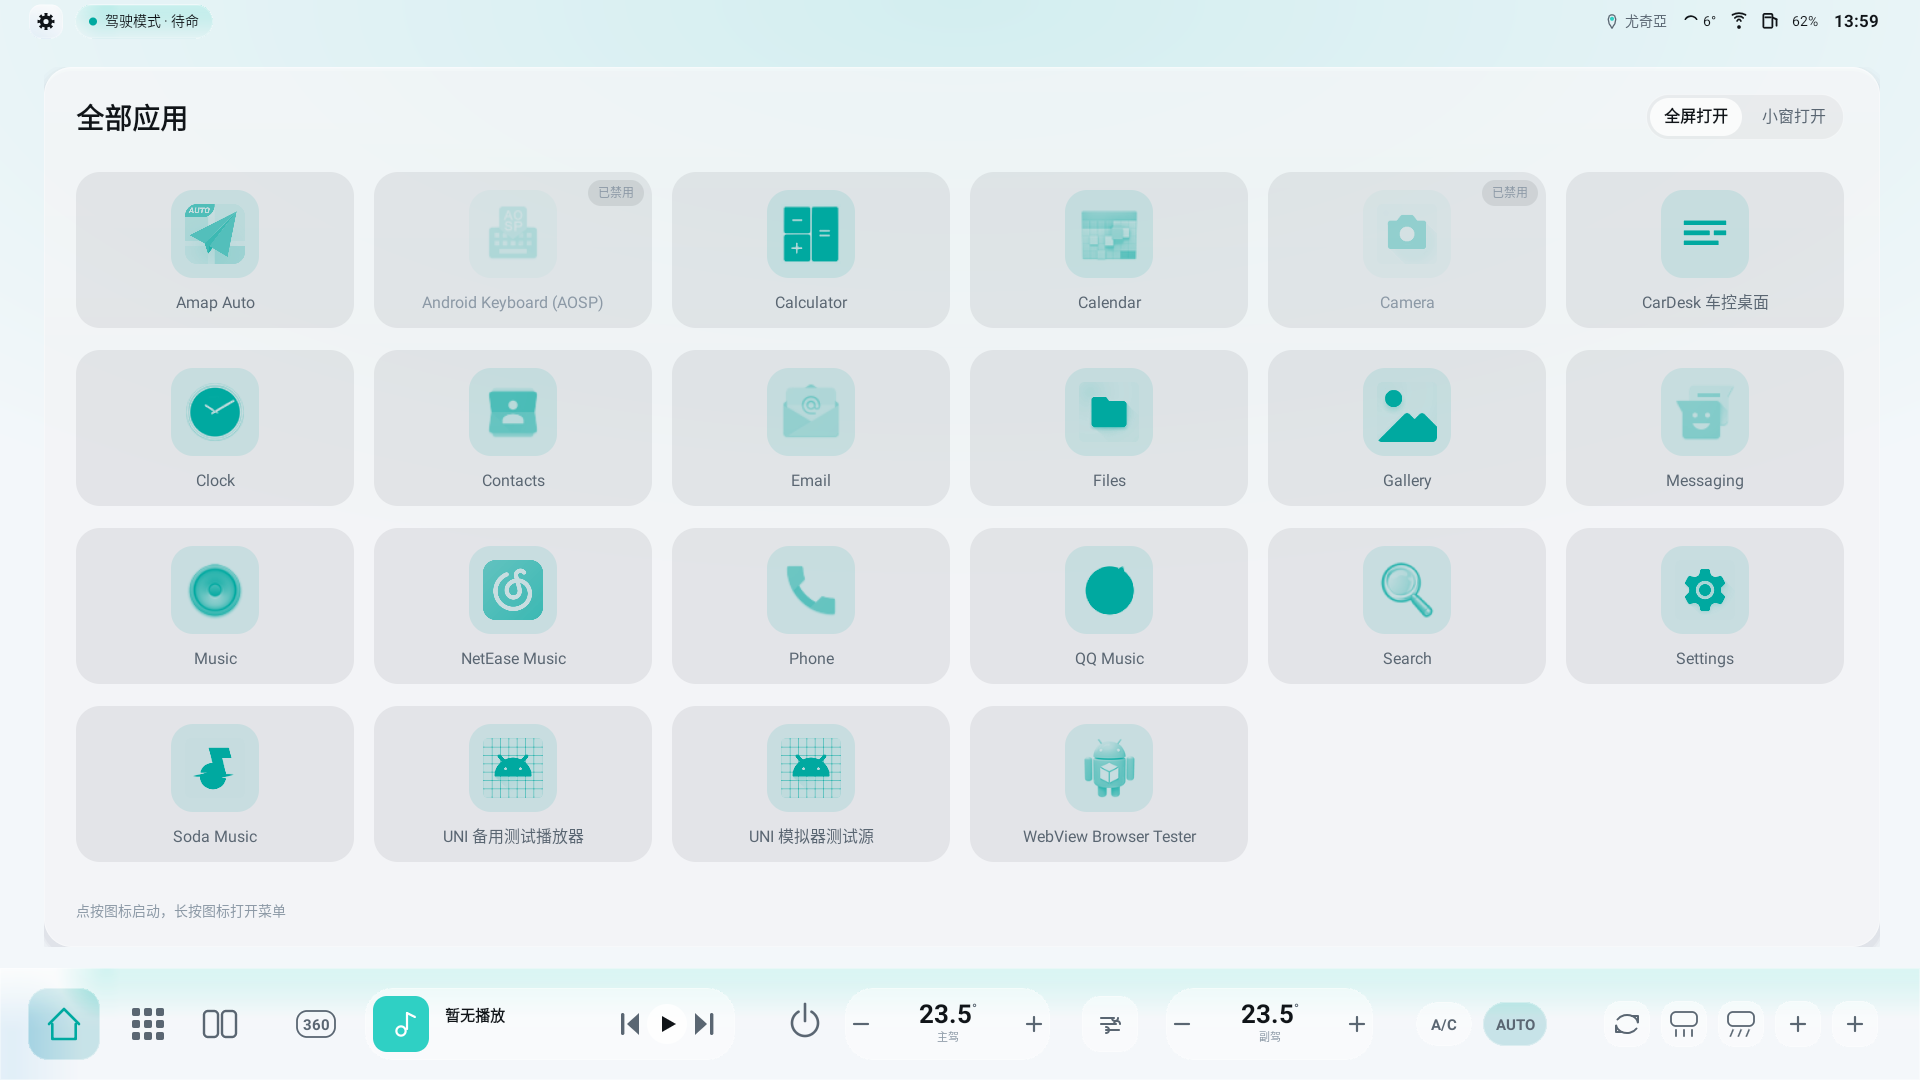 驾驶模式 · 待命
尤奇亞 6° 62% 13:59
全部应用
全屏打开 小窗打开
AUTO
Amap Auto
已禁用
AO
SP
Android Keyboard (AOSP)
Calculator
Calendar
已禁用
Camera
CarDesk 车控桌面
Clock
Contacts
Email
Files
Gallery
Messaging
Music
NetEase Music
Phone
QQ Music
Search
Settings
Soda Music
UNI 备用测试播放器
UNI 模拟器测试源
WebView Browser Tester
点按图标启动，长按图标打开菜单
360
暂无播放
23.5°
主驾
23.5°
副驾
A/C
AUTO